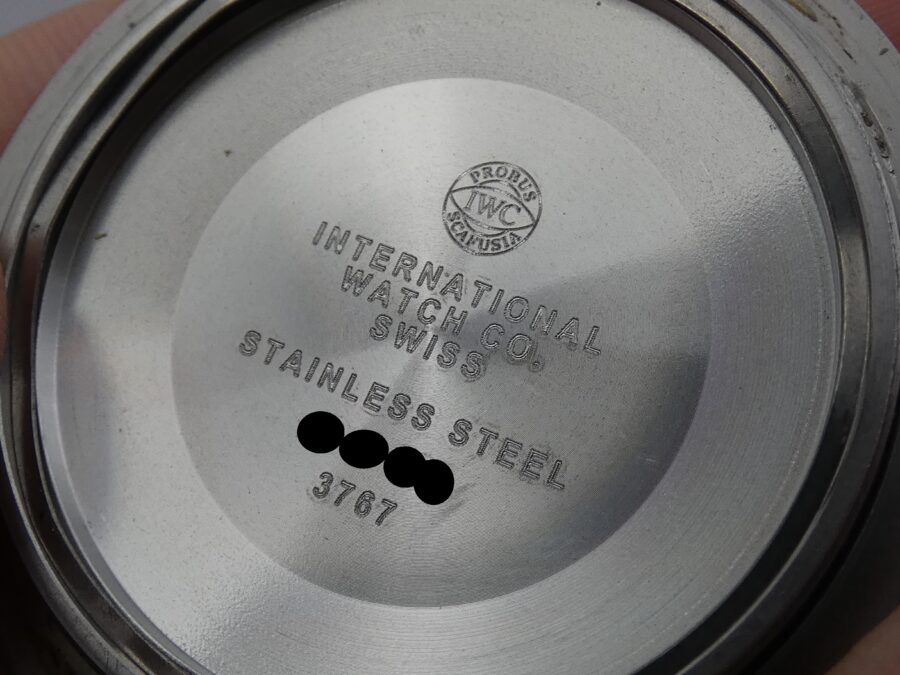 PROBUS
IWC
SCAFUSIA
INTERNATIONAL
WATCH CO.
SWISS
STAINLESS STEEL
3767